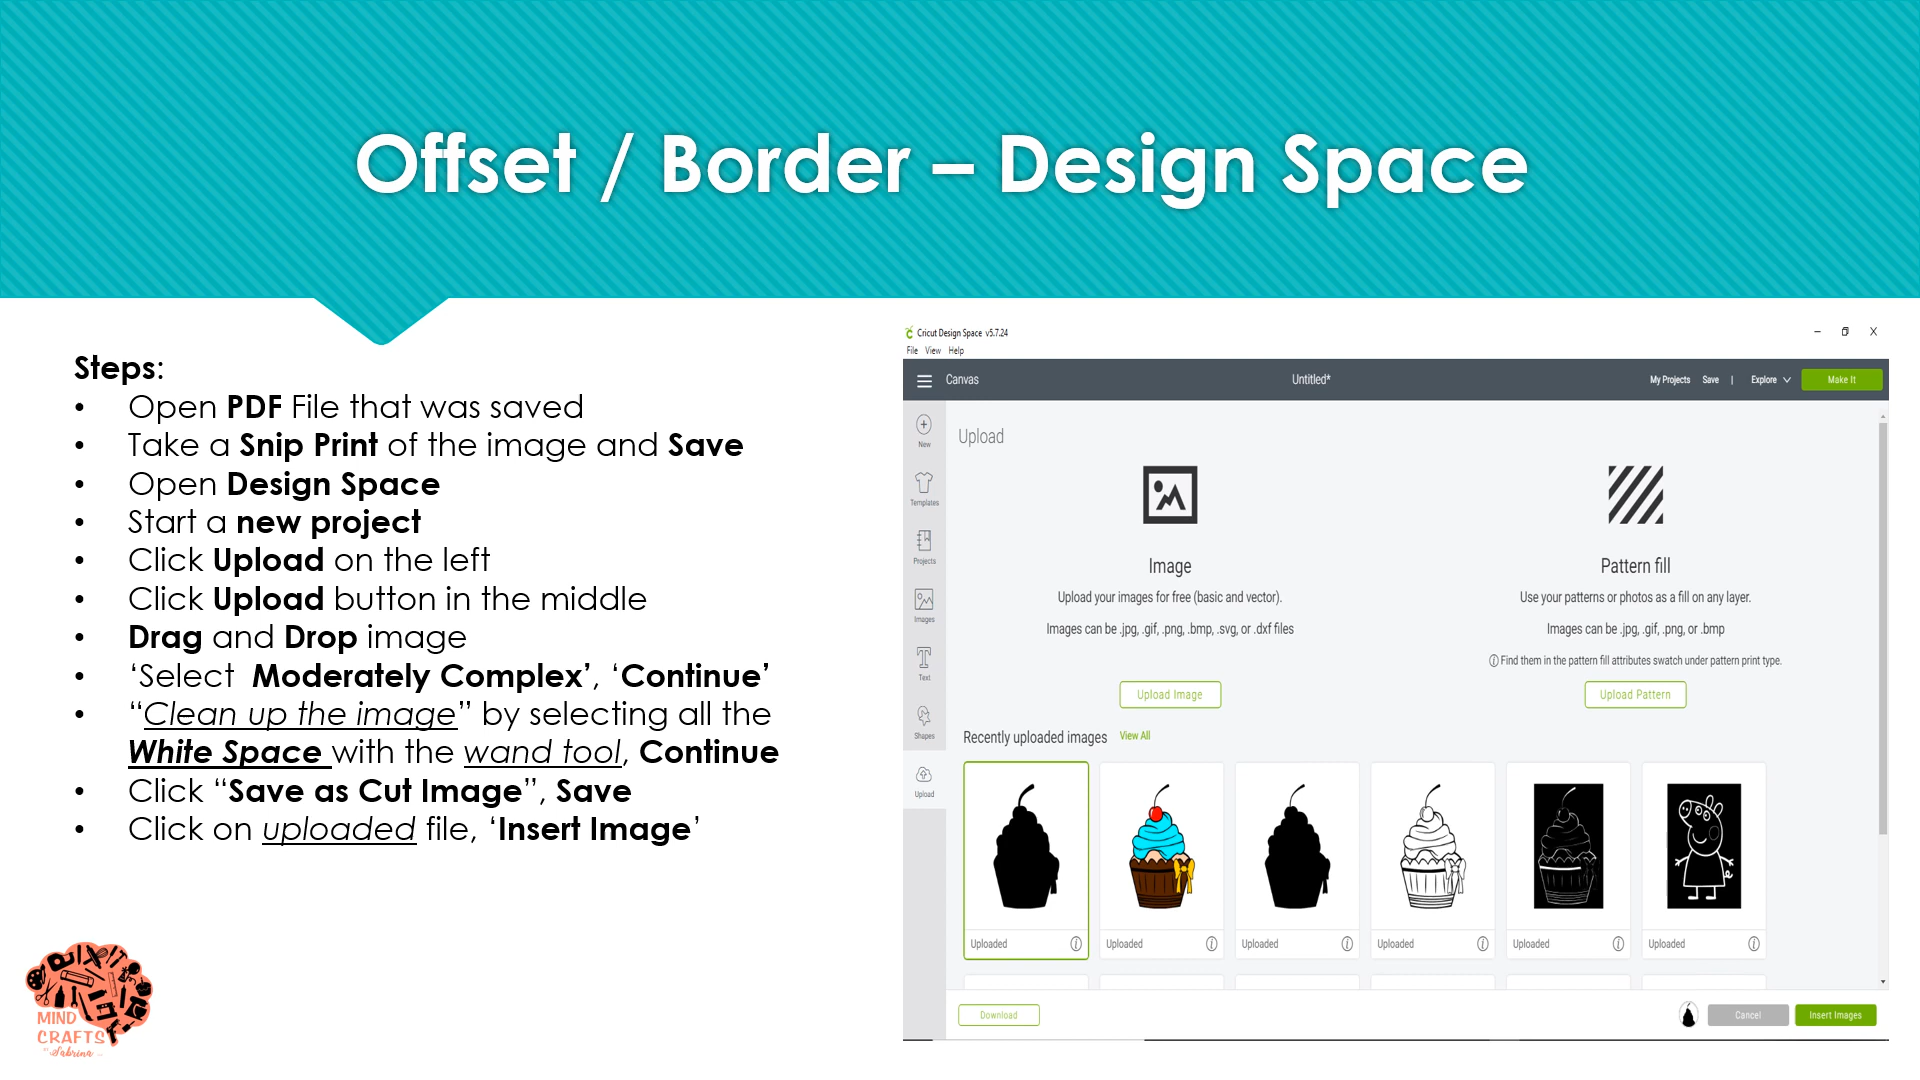 Offset / Border – Design Space
Steps:
• Open PDF File that was saved
• Take a Snip Print of the image and Save
• Open Design Space
• Start a new project
• Click Upload on the left
• Click Upload button in the middle
• Drag and Drop image
• ‘Select  Moderately Complex’, ‘Continue’
• “Clean up the image” by selecting all the
White Space with the wand tool, Continue
• Click “Save as Cut Image”, Save
• Click on uploaded file, ‘Insert Image’
MIND
CRAFTS
Sabrina
Cricut Design Space v5.7.24
File View Help
Canvas Untitled* My Projects Save | Explore Make It
New
Templates
Projects
Images
Text
Shapes
Upload
Upload
Image
Upload your images for free (basic and vector).
Images can be .jpg, .gif, .png, .bmp, .svg, or .dxf files
Upload Image
Pattern fill
Use your patterns or photos as a fill on any layer.
Images can be .jpg, .gif, .png, or .bmp
Find them in the pattern fill attributes swatch under pattern print type.
Upload Pattern
Recently uploaded images View All
Uploaded Uploaded Uploaded Uploaded Uploaded Uploaded
Download Cancel Insert Images